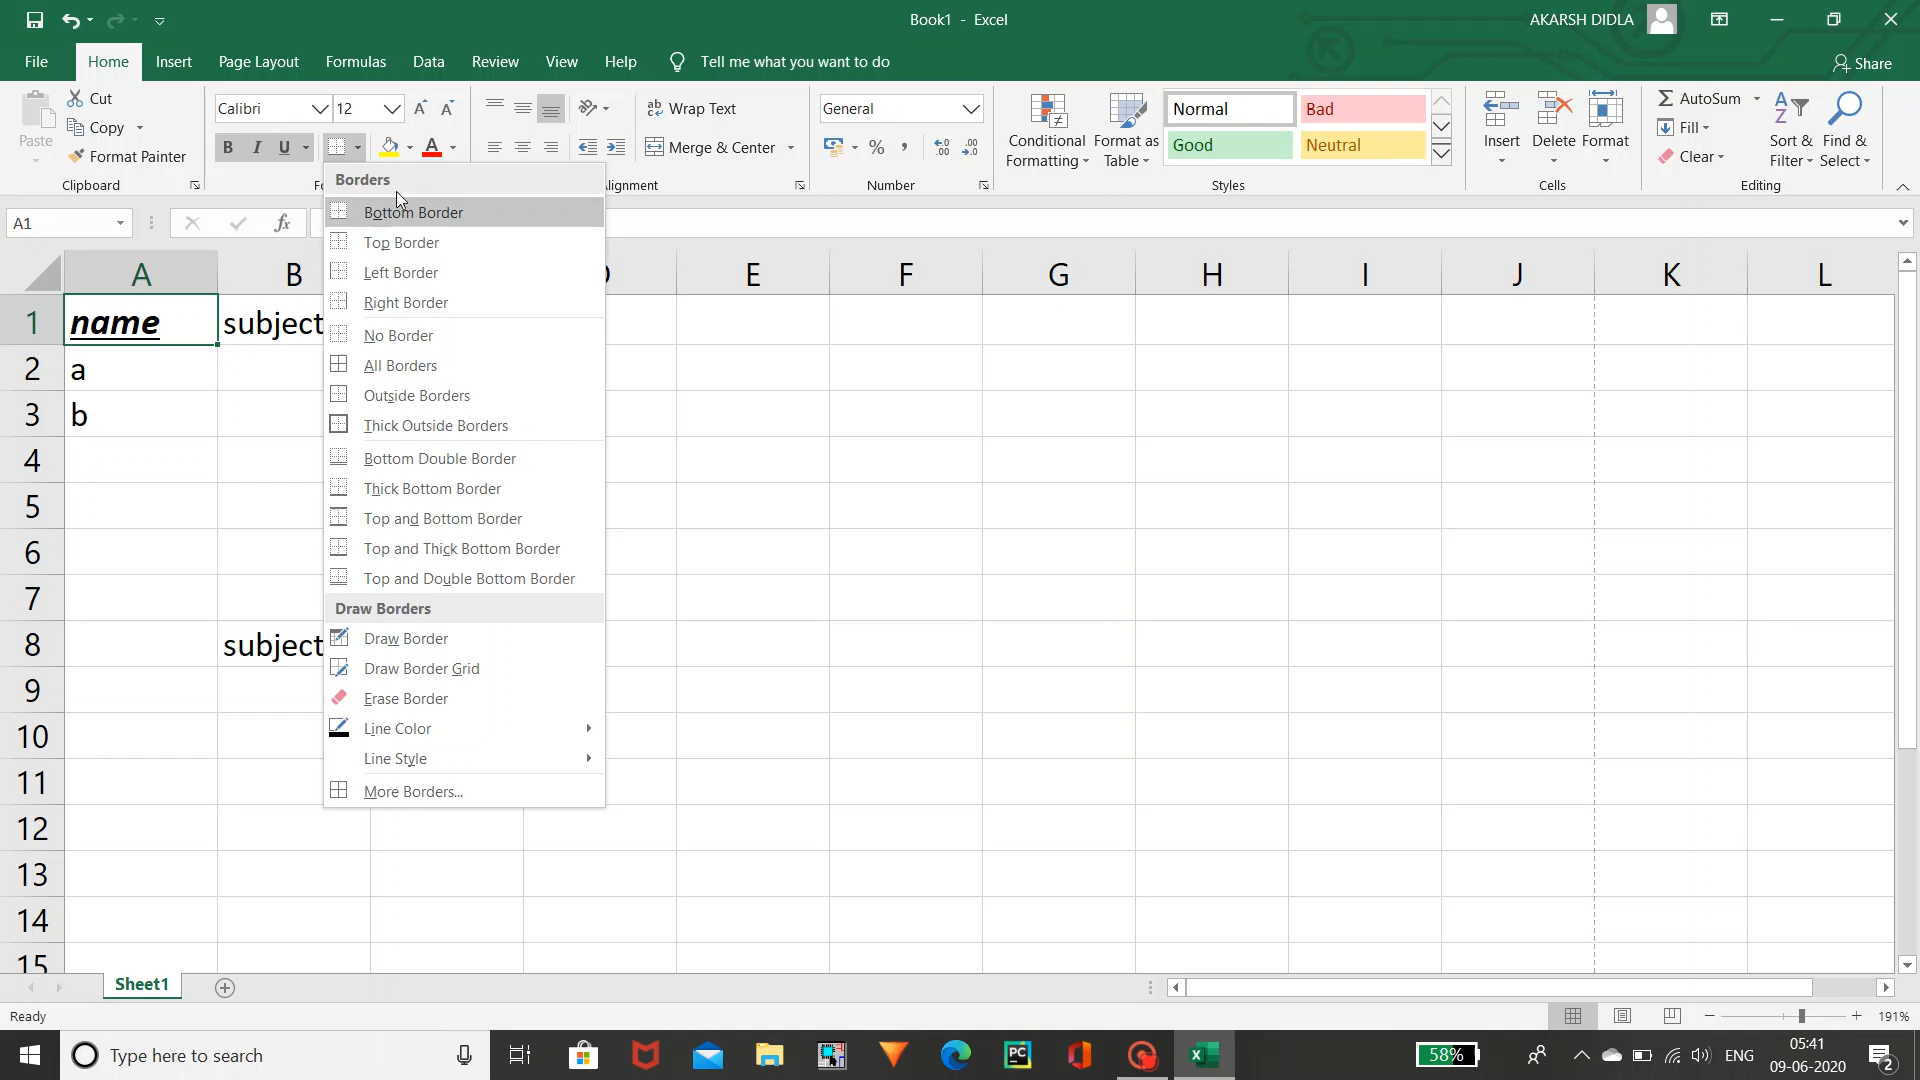 Book1 - Excel
AKARSH DIDLA
File Home Insert Page Layout Formulas Data Review View Help Tell me what you want to do
Share
Paste
Cut
Copy
Format Painter
Clipboard
Calibri 12
B I U A
Wrap Text
Merge & Center
lignment
General
% ,
Number
Conditional Formatting
Format as Table
Normal Bad
Good Neutral
Styles
Insert Delete Format
Cells
AutoSum
Fill
Clear
Sort & Filter
Find & Select
Editing
A1
fx
Borders
Bottom Border
Top Border
Left Border
Right Border
No Border
All Borders
Outside Borders
Thick Outside Borders
Bottom Double Border
Thick Bottom Border
Top and Bottom Border
Top and Thick Bottom Border
Top and Double Bottom Border
Draw Borders
Draw Border
Draw Border Grid
Erase Border
Line Color
Line Style
More Borders...
A B E F G H I J K L
1 name subject
2 a
3 b
4
5
6
7
8 subject
9
10
11
12
13
14
15
Sheet1
Ready
191%
Type here to search
58%
ENG
05:41
09-06-2020
2